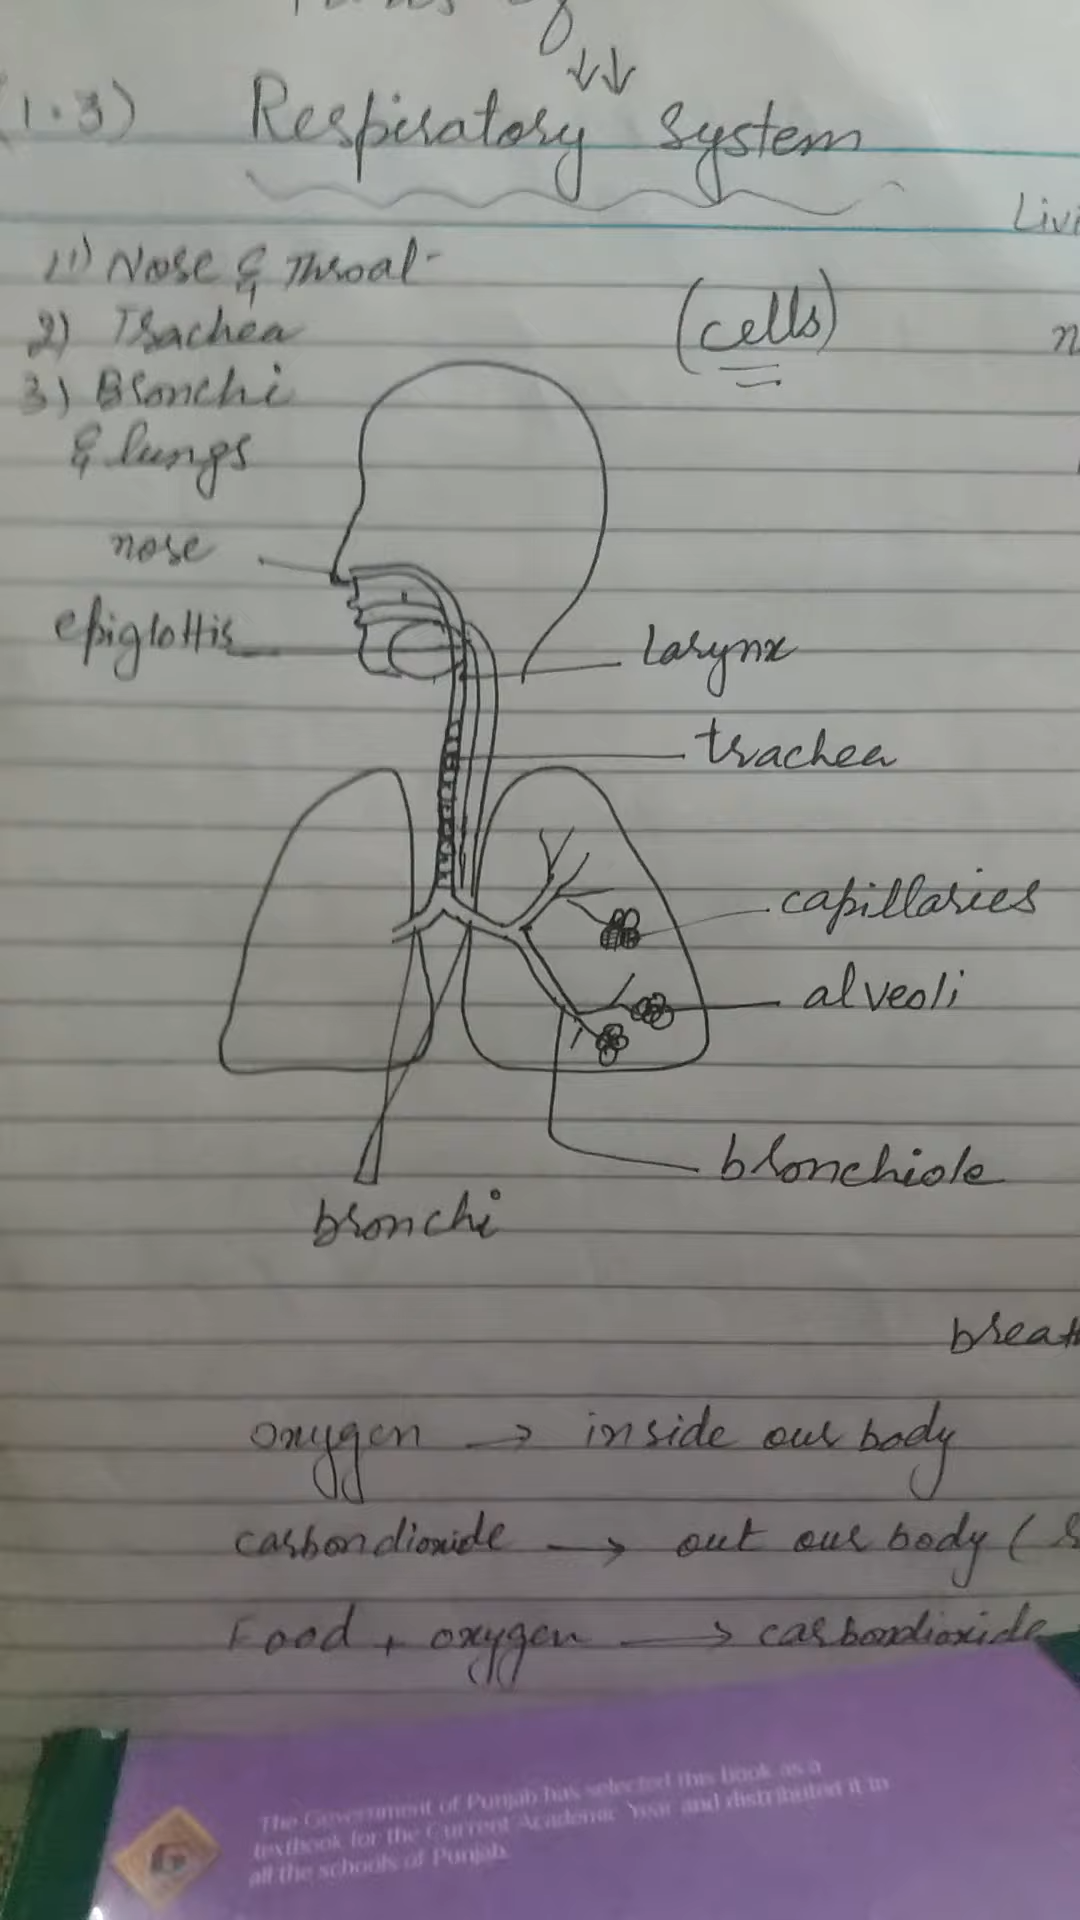 (1.3) Respiratory System
Livi
1) Nose & Throat
(cells)
2) Trachea
3) Bronchi
& lungs
nose
epiglottis
larynx
trachea
capillaries
alveoli
bronchiole
bronchi
oxygen → inside our body
carbondioxide → out our body (
Food + oxygen → carbondioxide
The Government of Punjab has selected this book as a
textbook for the Current Academic Year and distributed it to
all the schools of Punjab.